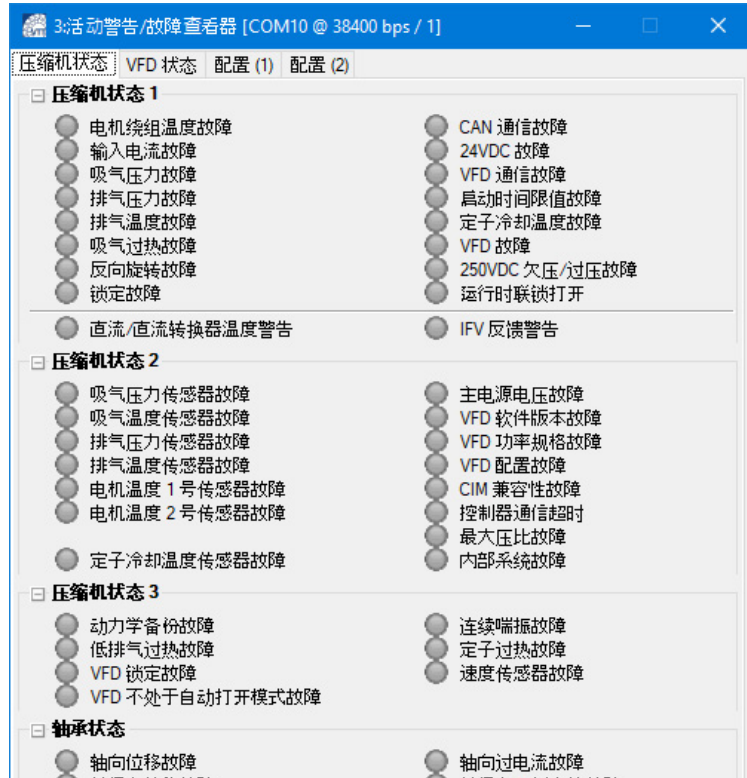 3:活动警告/故障查看器 [COM10 @ 38400 bps / 1]
压缩机状态 VFD 状态 配置 (1) 配置 (2)
压缩机状态 1
电机绕组温度故障 CAN 通信故障
输入电流故障 24VDC 故障
吸气压力故障 VFD 通信故障
排气压力故障 启动时间限值故障
排气温度故障 定子冷却温度故障
吸气过热故障 VFD 故障
反向旋转故障 250VDC 欠压/过压故障
锁定故障 运行时联锁打开
直流/直流转换器温度警告 IFV 反馈警告
压缩机状态 2
吸气压力传感器故障 主电源电压故障
吸气温度传感器故障 VFD 软件版本故障
排气压力传感器故障 VFD 功率规格故障
排气温度传感器故障 VFD 配置故障
电机温度 1 号传感器故障 CIM 兼容性故障
电机温度 2 号传感器故障 控制器通信超时
最大压比故障
定子冷却温度传感器故障 内部系统故障
压缩机状态 3
动力学备份故障 连续喘振故障
低排气过热故障 定子过热故障
VFD 锁定故障 速度传感器故障
VFD 不处于自动打开模式故障
轴承状态
轴向位移故障 轴向过电流故障